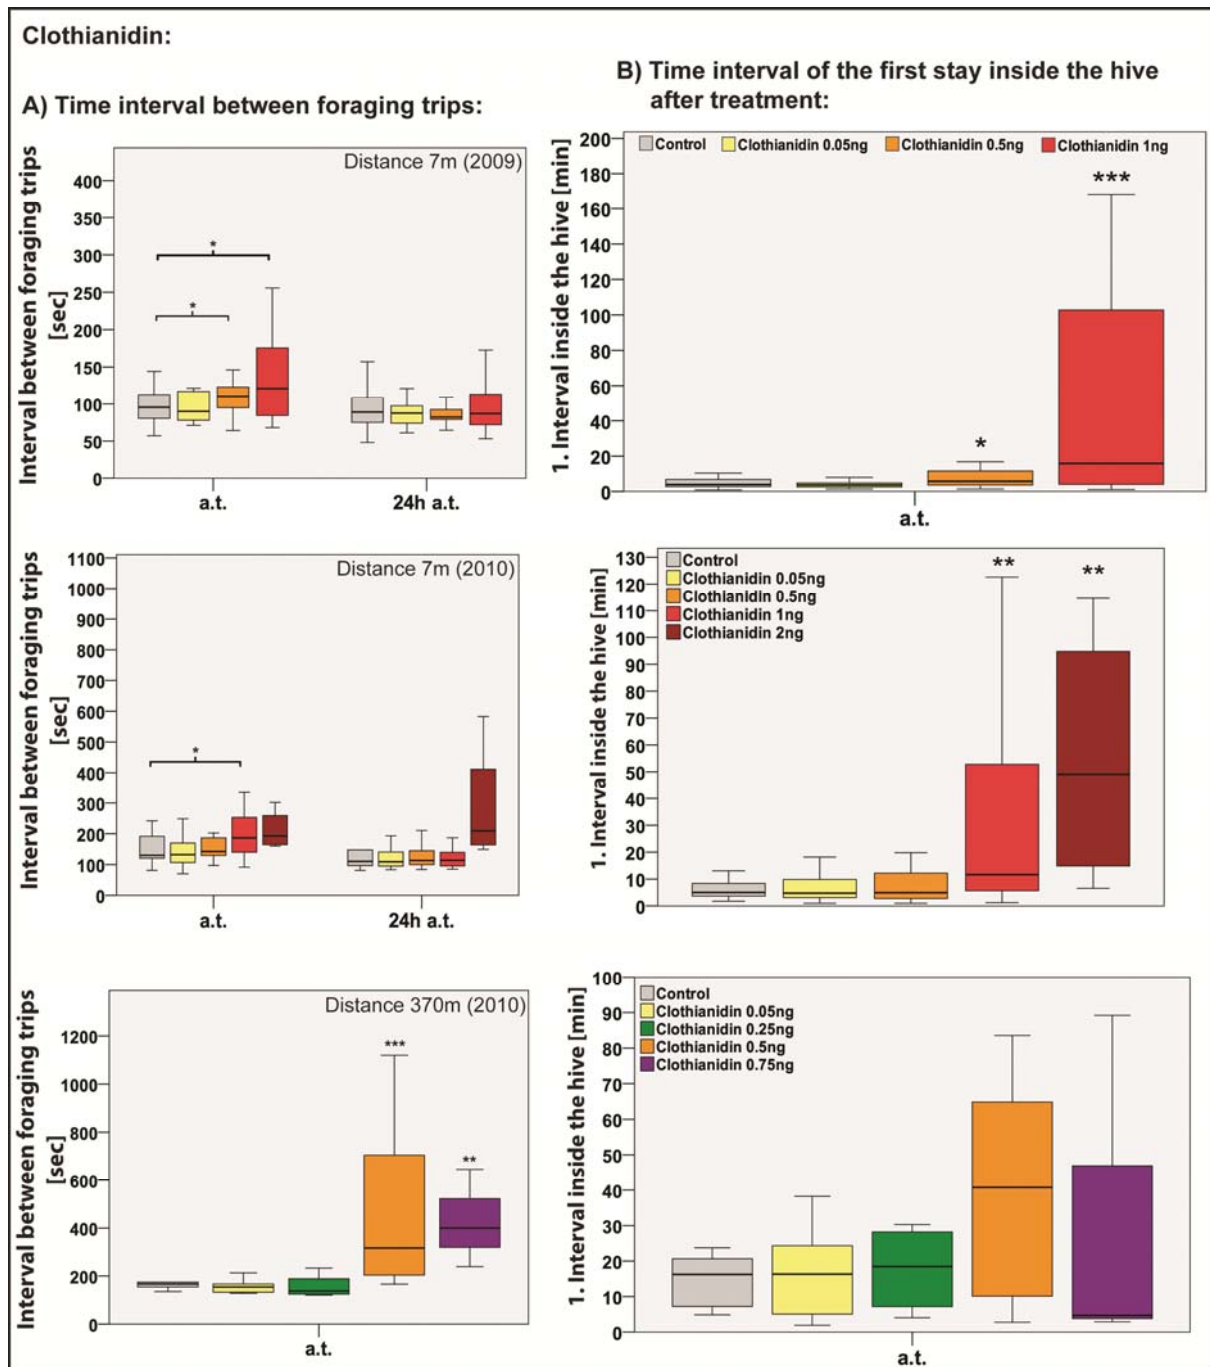 Clothianidin:
A) Time interval between foraging trips:
B) Time interval of the first stay inside the hive
after treatment:
Interval between foraging trips
[sec]
Distance 7m (2009)
400
350
300
250
200
150
100
50
0
*
*
a.t.
24h a.t.
1. Interval inside the hive [min]
Control
Clothianidin 0.05ng
Clothianidin 0.5ng
Clothianidin 1ng
200
180
160
140
120
100
80
60
40
20
0
*
***
a.t.
Interval between foraging trips
[sec]
Distance 7m (2010)
1100
1000
900
800
700
600
500
400
300
200
100
0
*
a.t.
24h a.t.
1. Interval inside the hive [min]
Control
Clothianidin 0.05ng
Clothianidin 0.5ng
Clothianidin 1ng
Clothianidin 2ng
130
120
110
100
90
80
70
60
50
40
30
20
10
0
**
**
Interval between foraging trips
[sec]
Distance 370m (2010)
1200
1000
800
600
400
200
0
***
**
a.t.
1. Interval inside the hive [min]
Control
Clothianidin 0.05ng
Clothianidin 0.25ng
Clothianidin 0.5ng
Clothianidin 0.75ng
100
90
80
70
60
50
40
30
20
10
0
a.t.